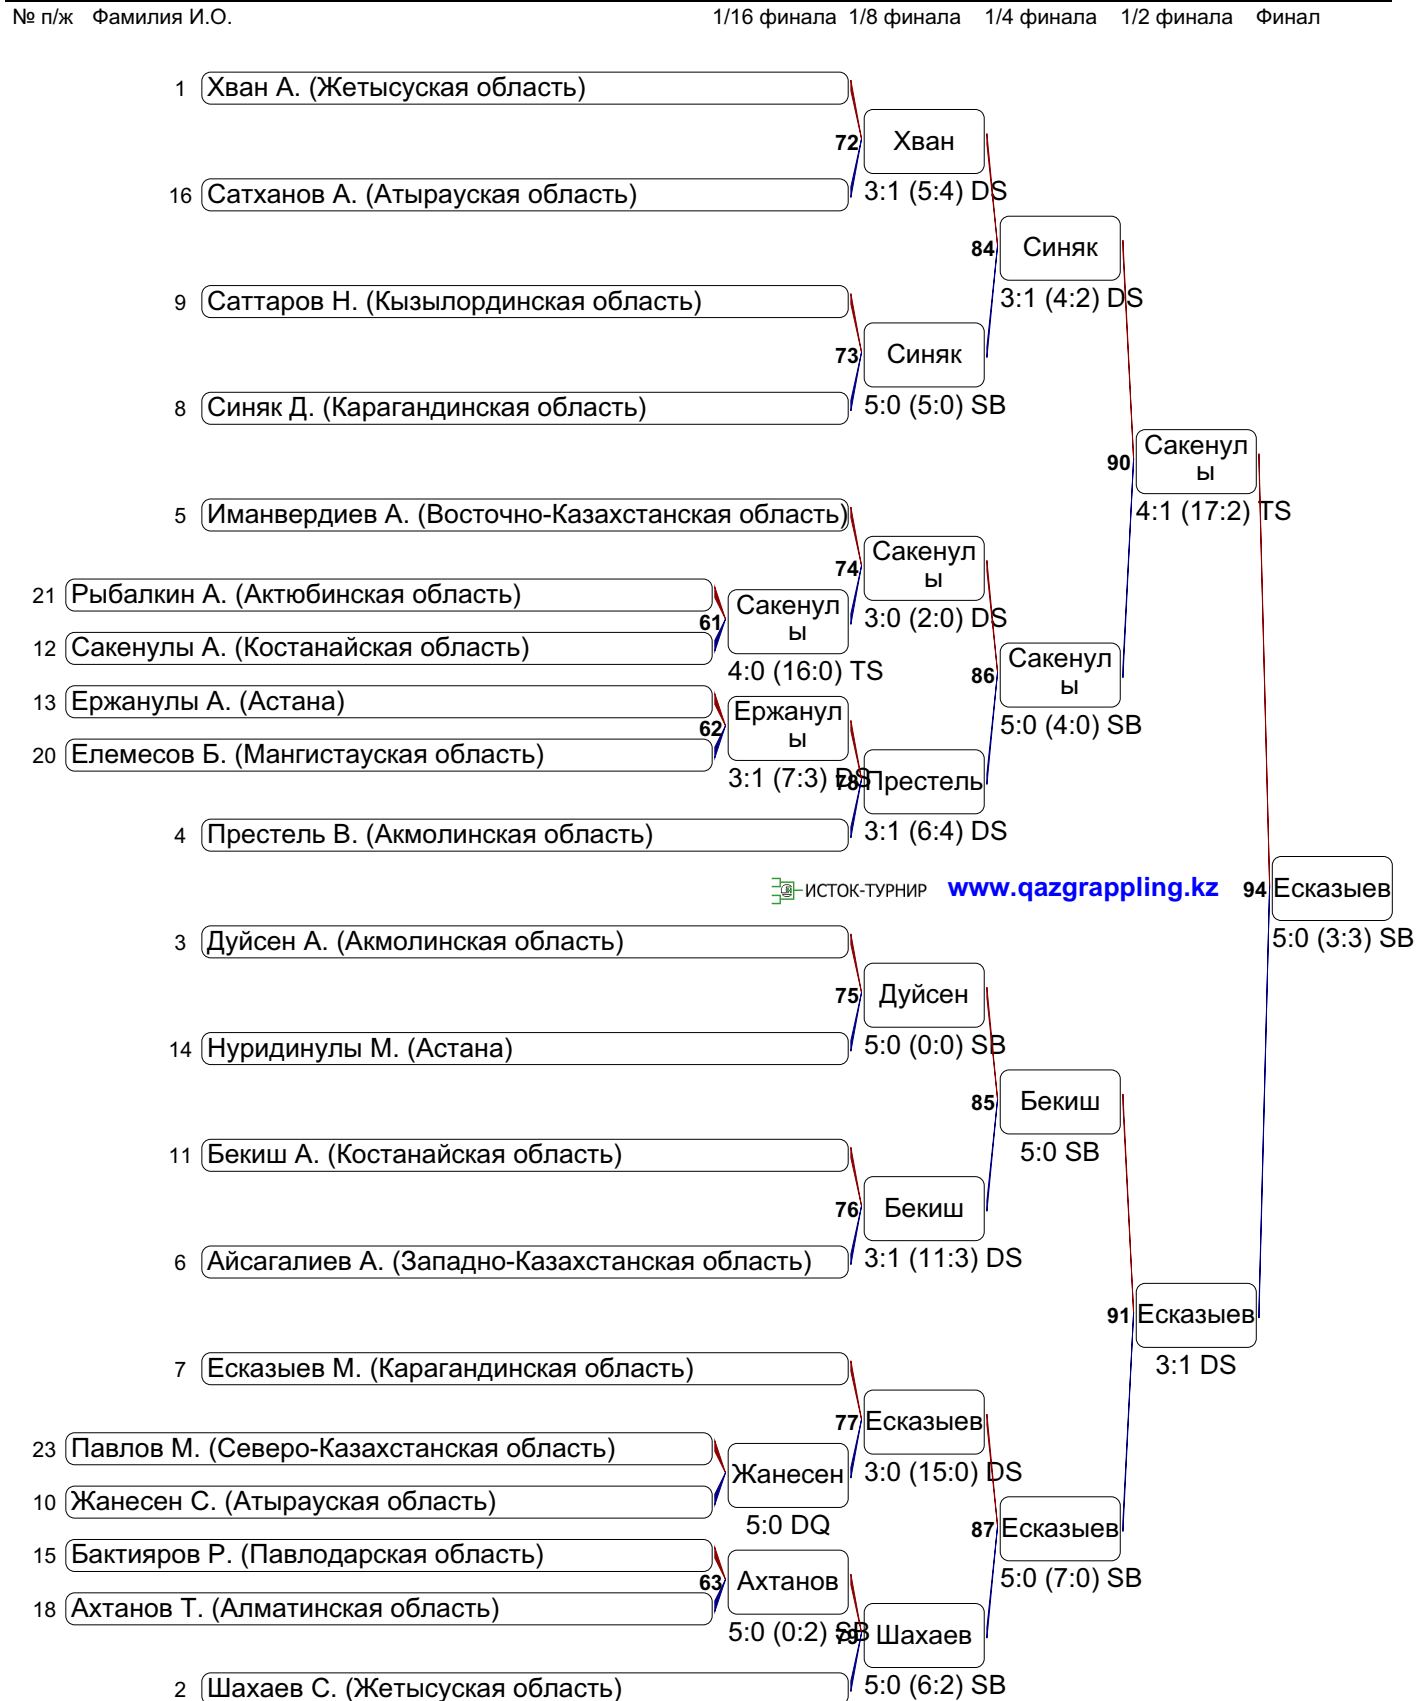 № п/ж Фамилия И.О. 1/16 финала 1/8 финала 1/4 финала 1/2 финала Финал
1 Хван А. (Жетысуская область)
72 Хван
16 Сатханов А. (Атырауская область) 3:1 (5:4) DS
84 Синяк
9 Саттаров Н. (Кызылординская область) 3:1 (4:2) DS
73 Синяк
8 Синяк Д. (Карагандинская область) 5:0 (5:0) SB
90 Сакенул
ы
5 Иманвердиев А. (Восточно-Казахстанская область) 4:1 (17:2) TS
74 Сакенул
ы
21 Рыбалкин А. (Актюбинская область)
61 Сакенул
ы
3:0 (2:0) DS
12 Сакенулы А. (Костанайская область)
4:0 (16:0) TS
86 Сакенул
ы
13 Ержанулы А. (Астана)
62 Ержанул
ы
5:0 (4:0) SB
20 Елемесов Б. (Мангистауская область)
3:1 (7:3) DS
78 Престель
4 Престель В. (Акмолинская область) 3:1 (6:4) DS
ИСТОК-ТУРНИР www.qazgrappling.kz 94 Есказыев
3 Дуйсен А. (Акмолинская область) 5:0 (3:3) SB
75 Дуйсен
14 Нуридинулы М. (Астана) 5:0 (0:0) SB
85 Бекиш
11 Бекиш А. (Костанайская область) 5:0 SB
76 Бекиш
6 Айсагалиев А. (Западно-Казахстанская область) 3:1 (11:3) DS
91 Есказыев
7 Есказыев М. (Карагандинская область) 3:1 DS
77 Есказыев
23 Павлов М. (Северо-Казахстанская область)
Жанесен 3:0 (15:0) DS
10 Жанесен С. (Атырауская область)
5:0 DQ 87 Есказыев
15 Бактияров Р. (Павлодарская область)
63 Ахтанов 5:0 (7:0) SB
18 Ахтанов Т. (Алматинская область)
5:0 (0:2) SB 79 Шахаев
2 Шахаев С. (Жетысуская область) 5:0 (6:2) SB